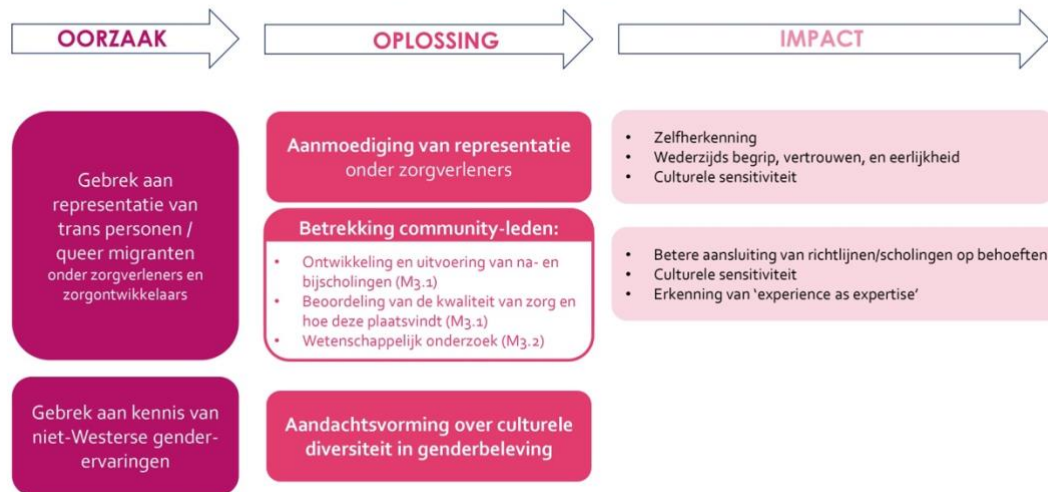 OORZAAK
OPLOSSING
IMPACT
Gebrek aan
representatie van
trans personen /
queer migranten
onder zorgverleners en
zorgontwikkelaars
Aanmoediging van representatie
onder zorgverleners
• Zelfherkenning
• Wederzijds begrip, vertrouwen, en eerlijkheid
• Culturele sensitiviteit
Betrekking community-leden:
• Ontwikkeling en uitvoering van na- en
bijscholingen (M3.1)
• Beoordeling van de kwaliteit van zorg en
hoe deze plaatsvindt (M3.1)
• Wetenschappelijk onderzoek (M3.2)
• Betere aansluiting van richtlijnen/scholingen op behoeften
• Culturele sensitiviteit
• Erkenning van ‘experience as expertise’
Gebrek aan kennis van
niet-Westerse gender-
ervaringen
Aandachtsvorming over culturele
diversiteit in genderbeleving